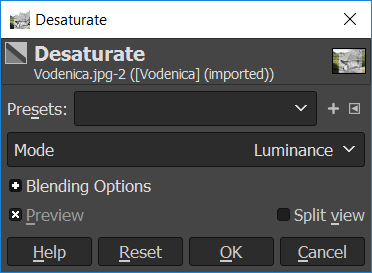 Desaturate
Desaturate
Vodenica.jpg-2 ([Vodenica] (imported))
Presets:
Mode Luminance
Blending Options
Preview Split view
Help Reset OK Cancel